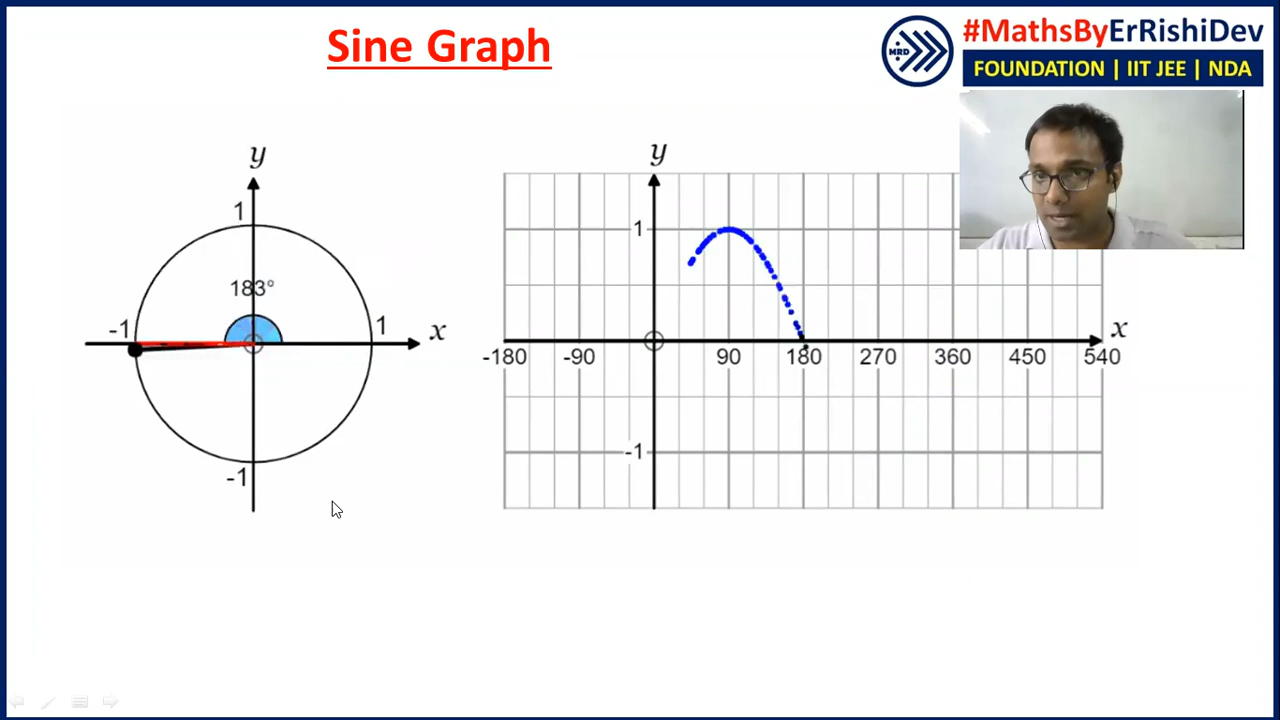 Sine Graph
MRD
#MathsByErRishiDev
FOUNDATION | IIT JEE | NDA
y
1
183°
-1
1
x
-1
y
1
x
-180 -90 90 180 270 360 450 540
-1